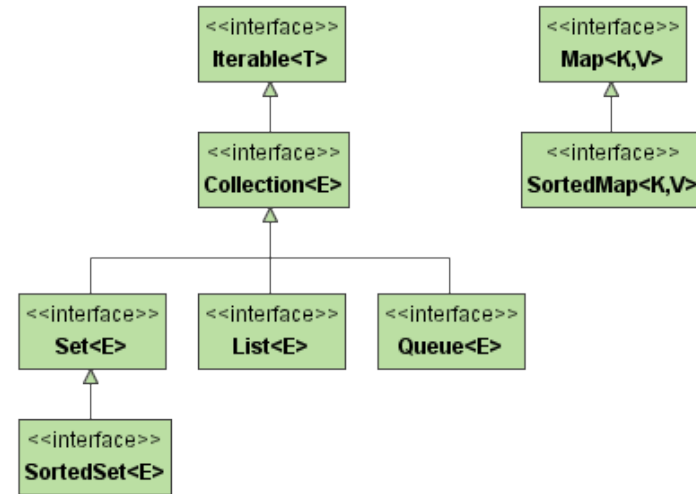 <<interface>>
Iterable<T>
<<interface>>
Map<K,V>
<<interface>>
Collection<E>
<<interface>>
SortedMap<K,V>
<<interface>>
Set<E>
<<interface>>
List<E>
<<interface>>
Queue<E>
<<interface>>
SortedSet<E>